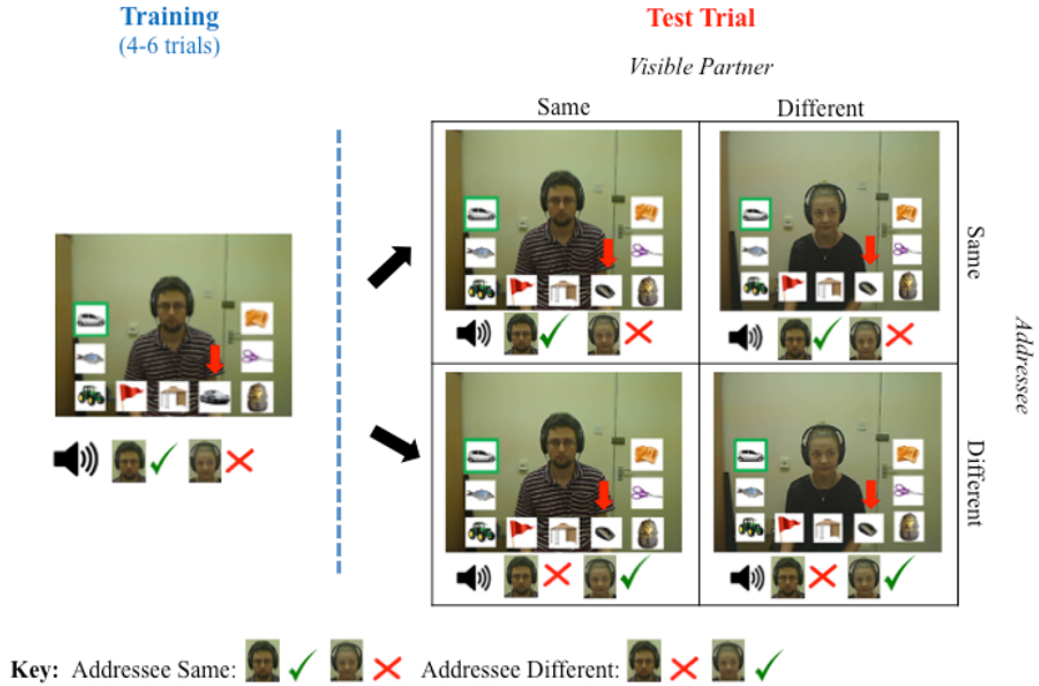 Training
(4-6 trials)
Test Trial
Visible Partner
Same
Different
Same
Different
Addressee
Key: Addressee Same:
Addressee Different: